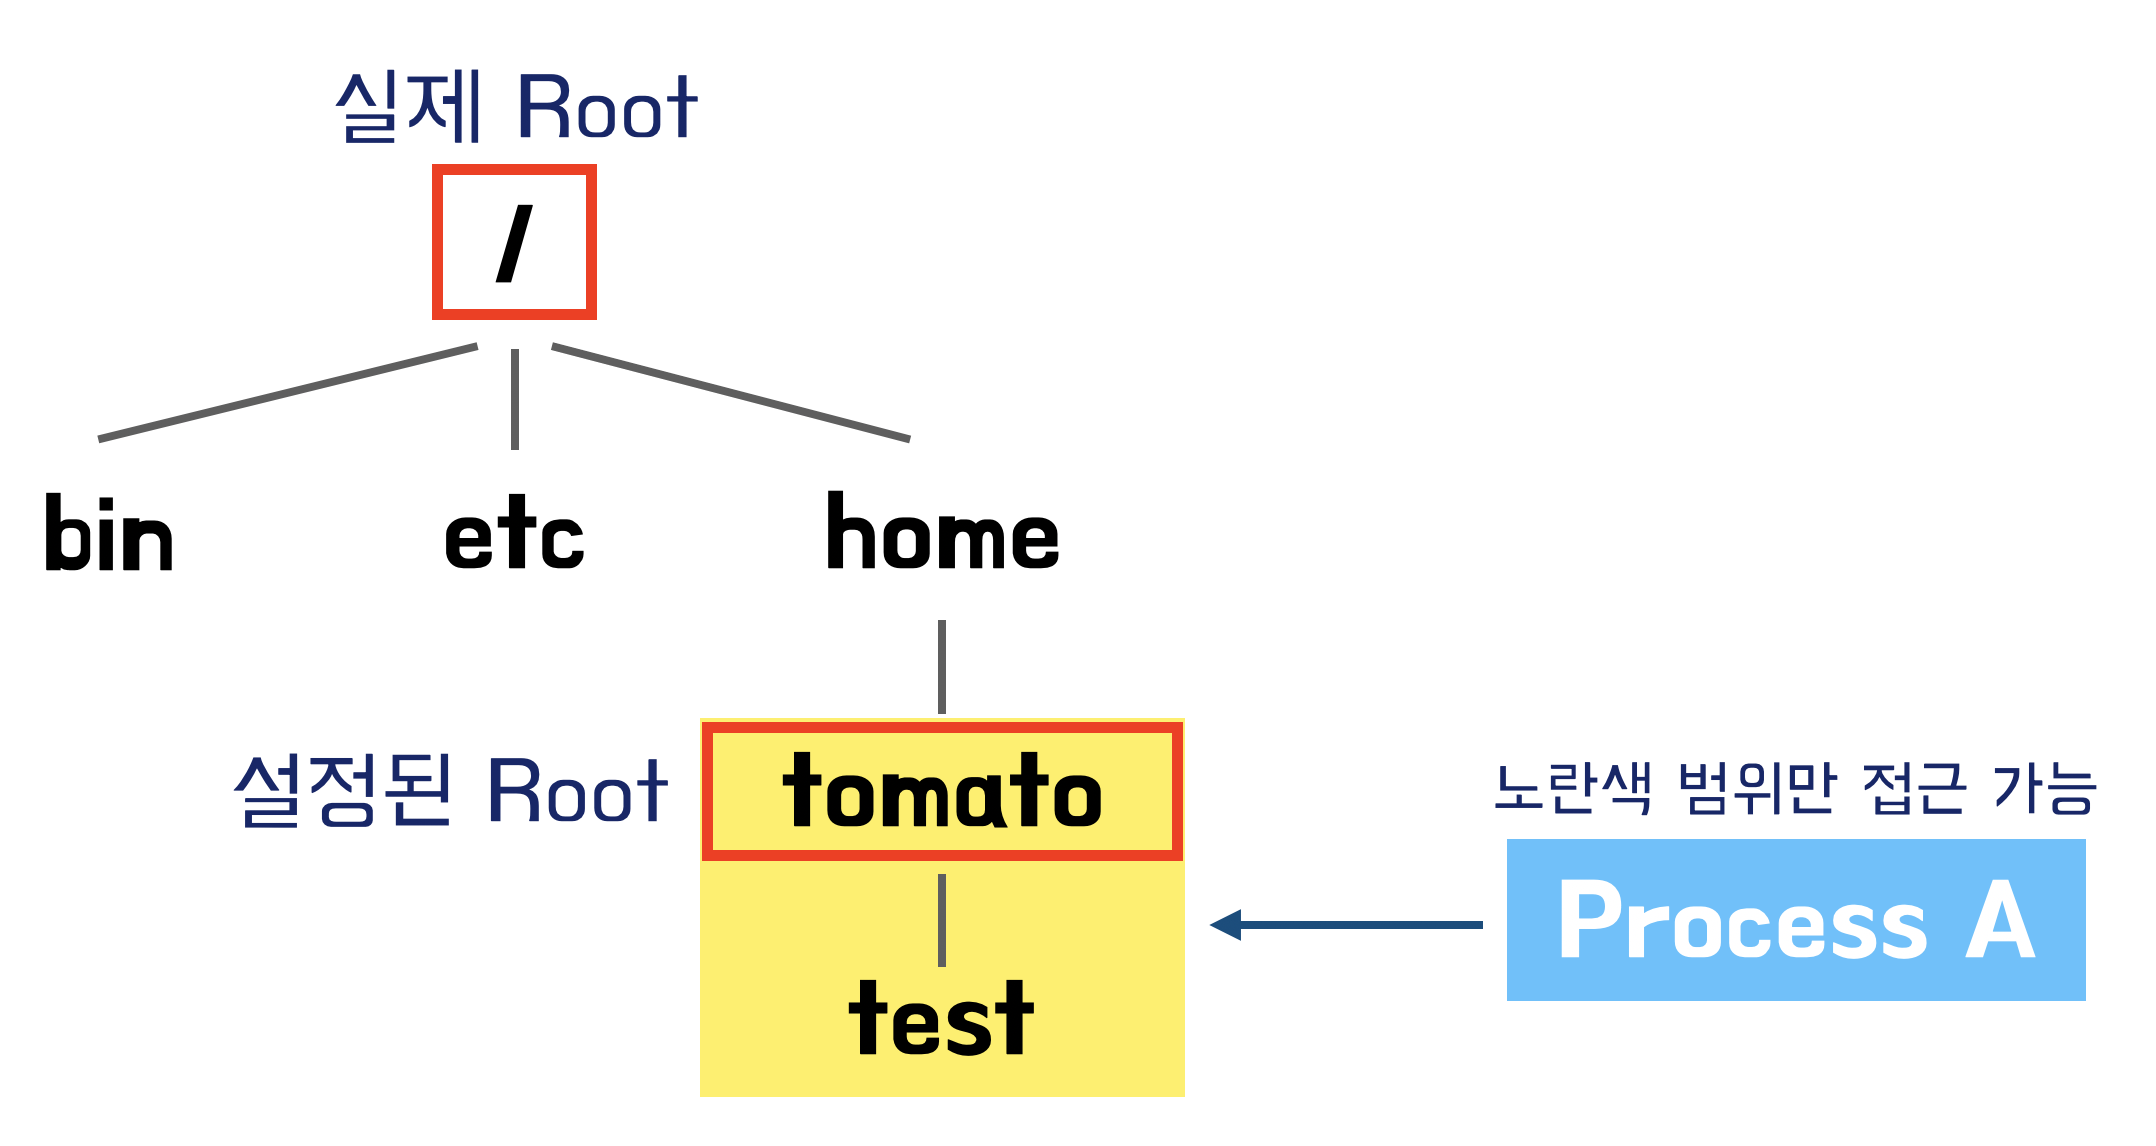 실제 Root
/
bin
etc
home
설정된 Root
tomato
test
노란색 범위만 접근 가능
Process A